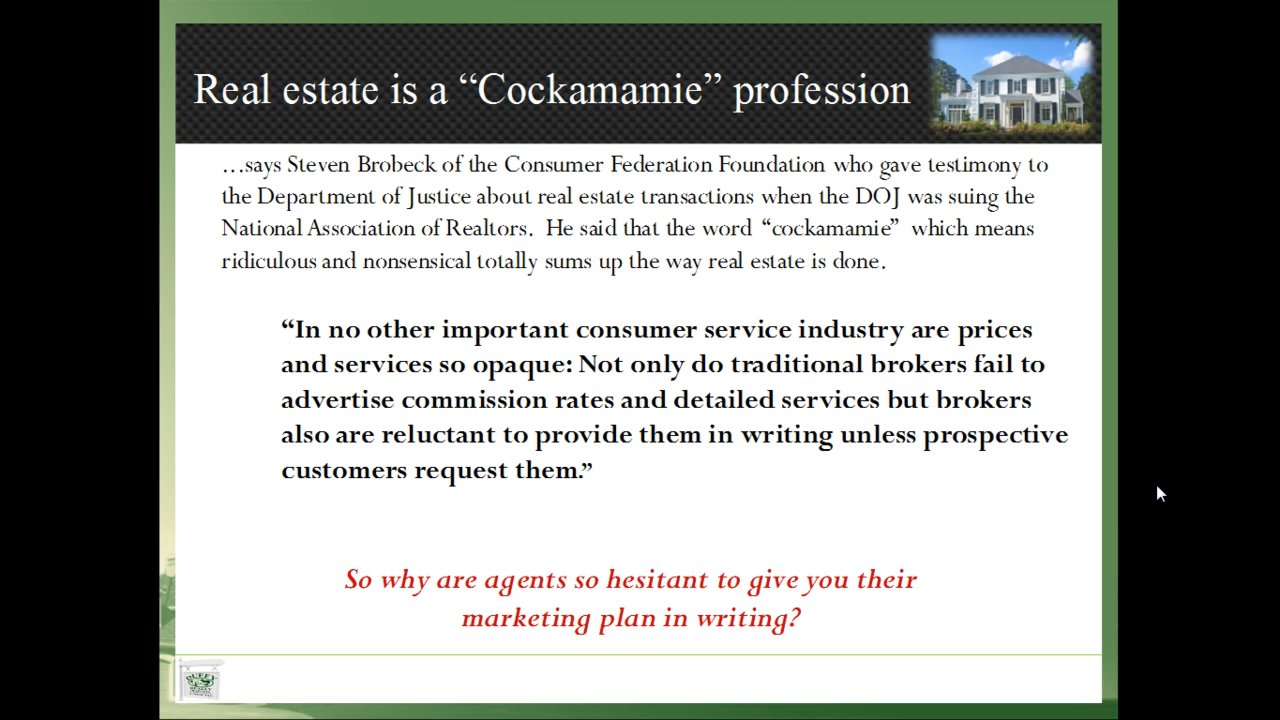 Real estate is a “Cockamamie” profession
…says Steven Brobeck of the Consumer Federation Foundation who gave testimony to
the Department of Justice about real estate transactions when the DOJ was suing the
National Association of Realtors.  He said that the word “cockamamie” which means
ridiculous and nonsensical totally sums up the way real estate is done.
“In no other important consumer service industry are prices
and services so opaque: Not only do traditional brokers fail to
advertise commission rates and detailed services but brokers
also are reluctant to provide them in writing unless prospective
customers request them.”
So why are agents so hesitant to give you their
marketing plan in writing?
DUFFY
REALTY